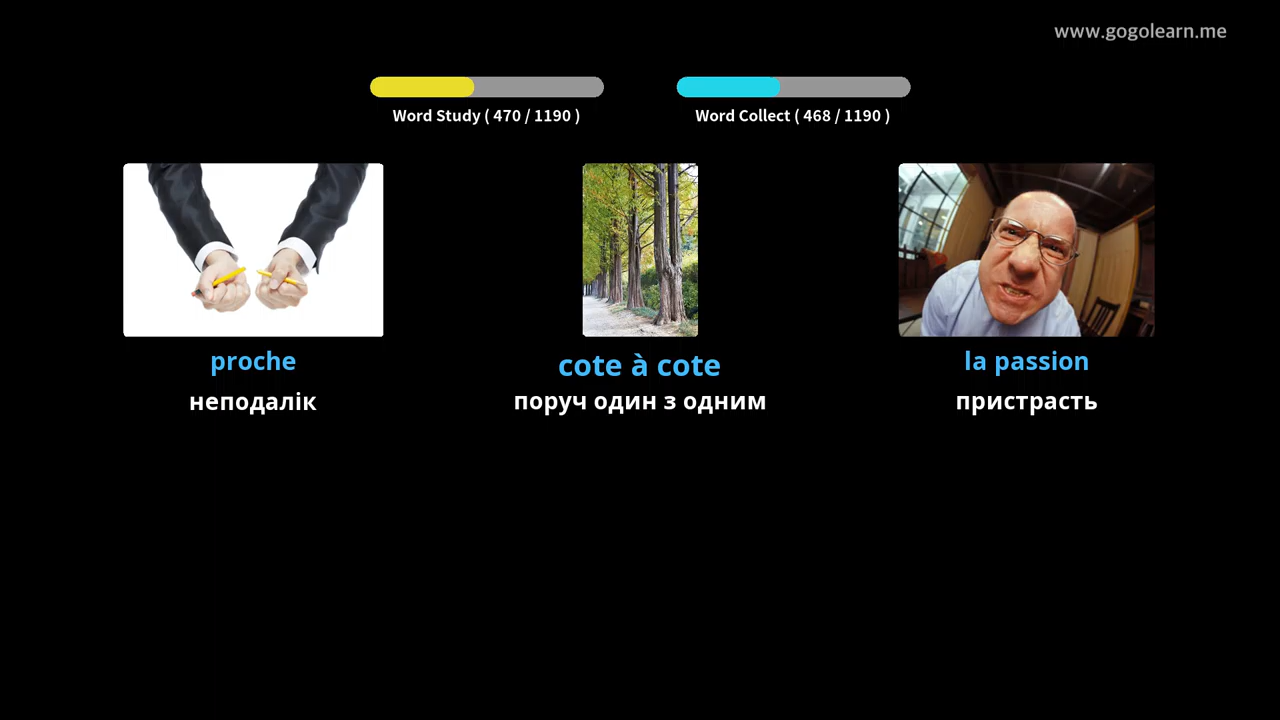 www.gogolearn.me
Word Study ( 470 / 1190 )
Word Collect ( 468 / 1190 )
proche
cote à cote
la passion
неподалік
поруч один з одним
пристрасть